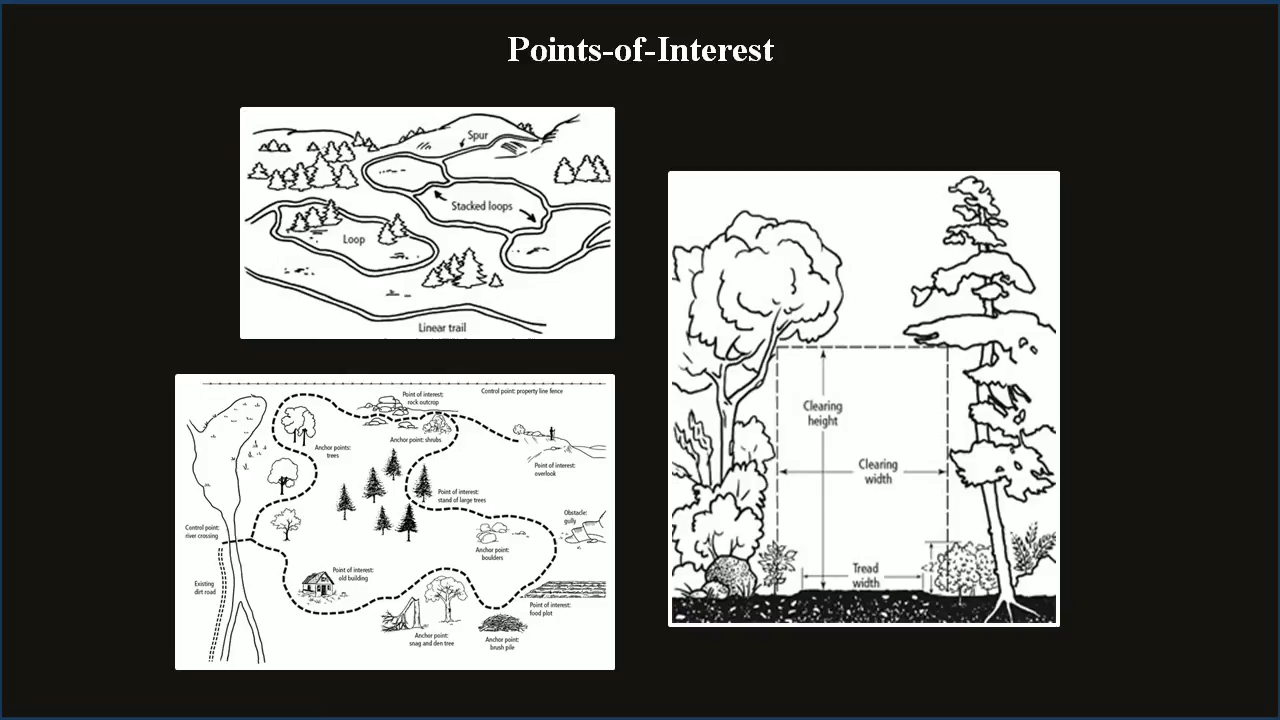 Points-of-Interest
Spur
Stacked loops
Loop
Linear trail
Point of interest:
rock outcrop
Control point: property line fence
Anchor points:
trees
Anchor point: shrubs
Point of interest:
overlook
Point of interest:
stand of large trees
Control point:
river crossing
Anchor point:
boulders
Obstacle:
gully
Existing
dirt road
Point of interest:
old building
Point of interest:
food plot
Anchor point:
snag and den tree
Anchor point:
brush pile
Clearing
height
Clearing
width
Tread
width
<2'